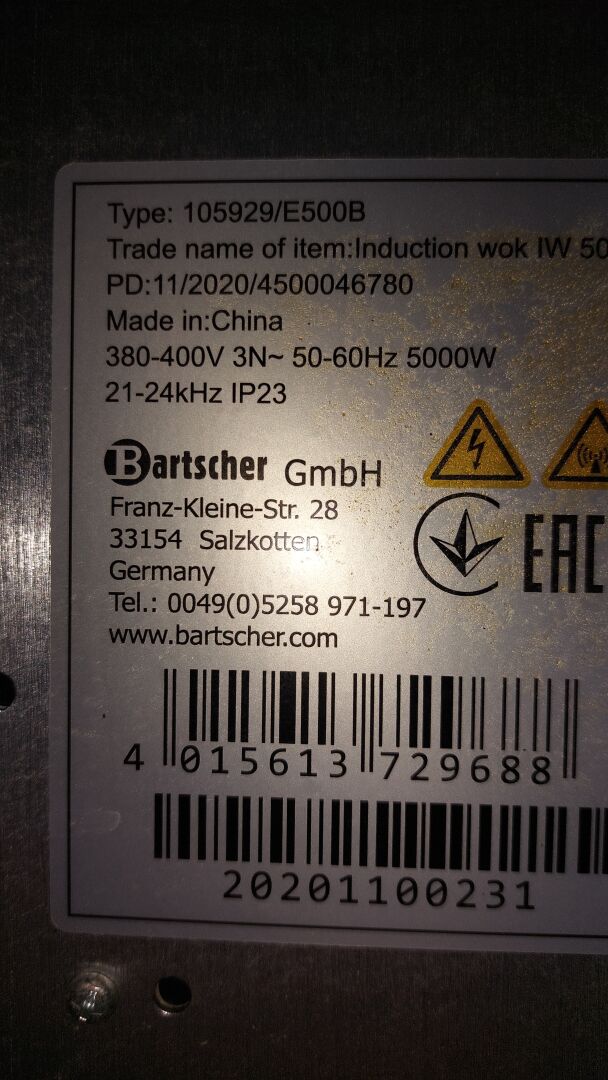 Type: 105929/E500B
Trade name of item:Induction wok IW 50
PD:11/2020/4500046780
Made in:China
380-400V 3N~ 50-60Hz 5000W
21-24kHz IP23
Bartscher GmbH
Franz-Kleine-Str. 28
33154 Salzkotten
Germany
EAC
Tel.: 0049(0)5258 971-197
www.bartscher.com
4 015613 729688
20201100231